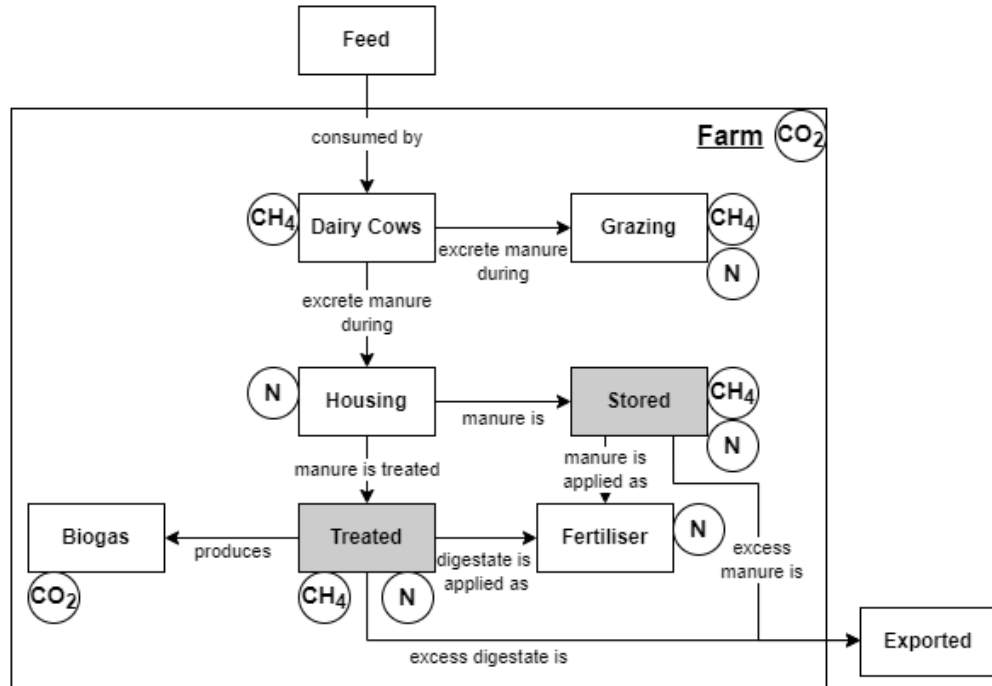 Feed
consumed by
Farm
CO2
CH4
Dairy Cows
excrete manure
during
Grazing
CH4
N
excrete manure
during
N
Housing
manure is
Stored
CH4
N
manure is treated
manure is
applied as
Biogas
CO2
produces
Treated
CH4
N
digestate is
applied as
Fertiliser
N
excess
manure is
excess digestate is
Exported